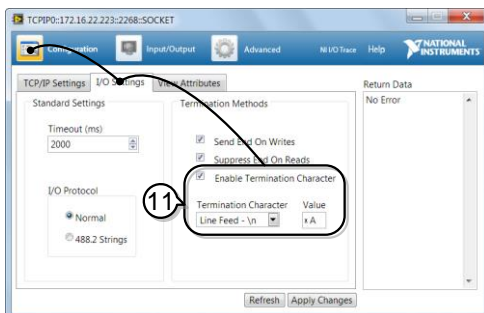 TCPIP0::172.16.22.223::2268::SOCKET
Configuration Input/Output Advanced NI I/O Trace Help NATIONAL INSTRUMENTS
TCP/IP Settings I/O Settings View Attributes
Return Data
No Error
Standard Settings
Timeout (ms)
2000
I/O Protocol
Normal
488.2 Strings
Termination Methods
Send End On Writes
Suppress End On Reads
Enable Termination Character
11
Termination Character Value
Line Feed - \n x A
Refresh Apply Changes